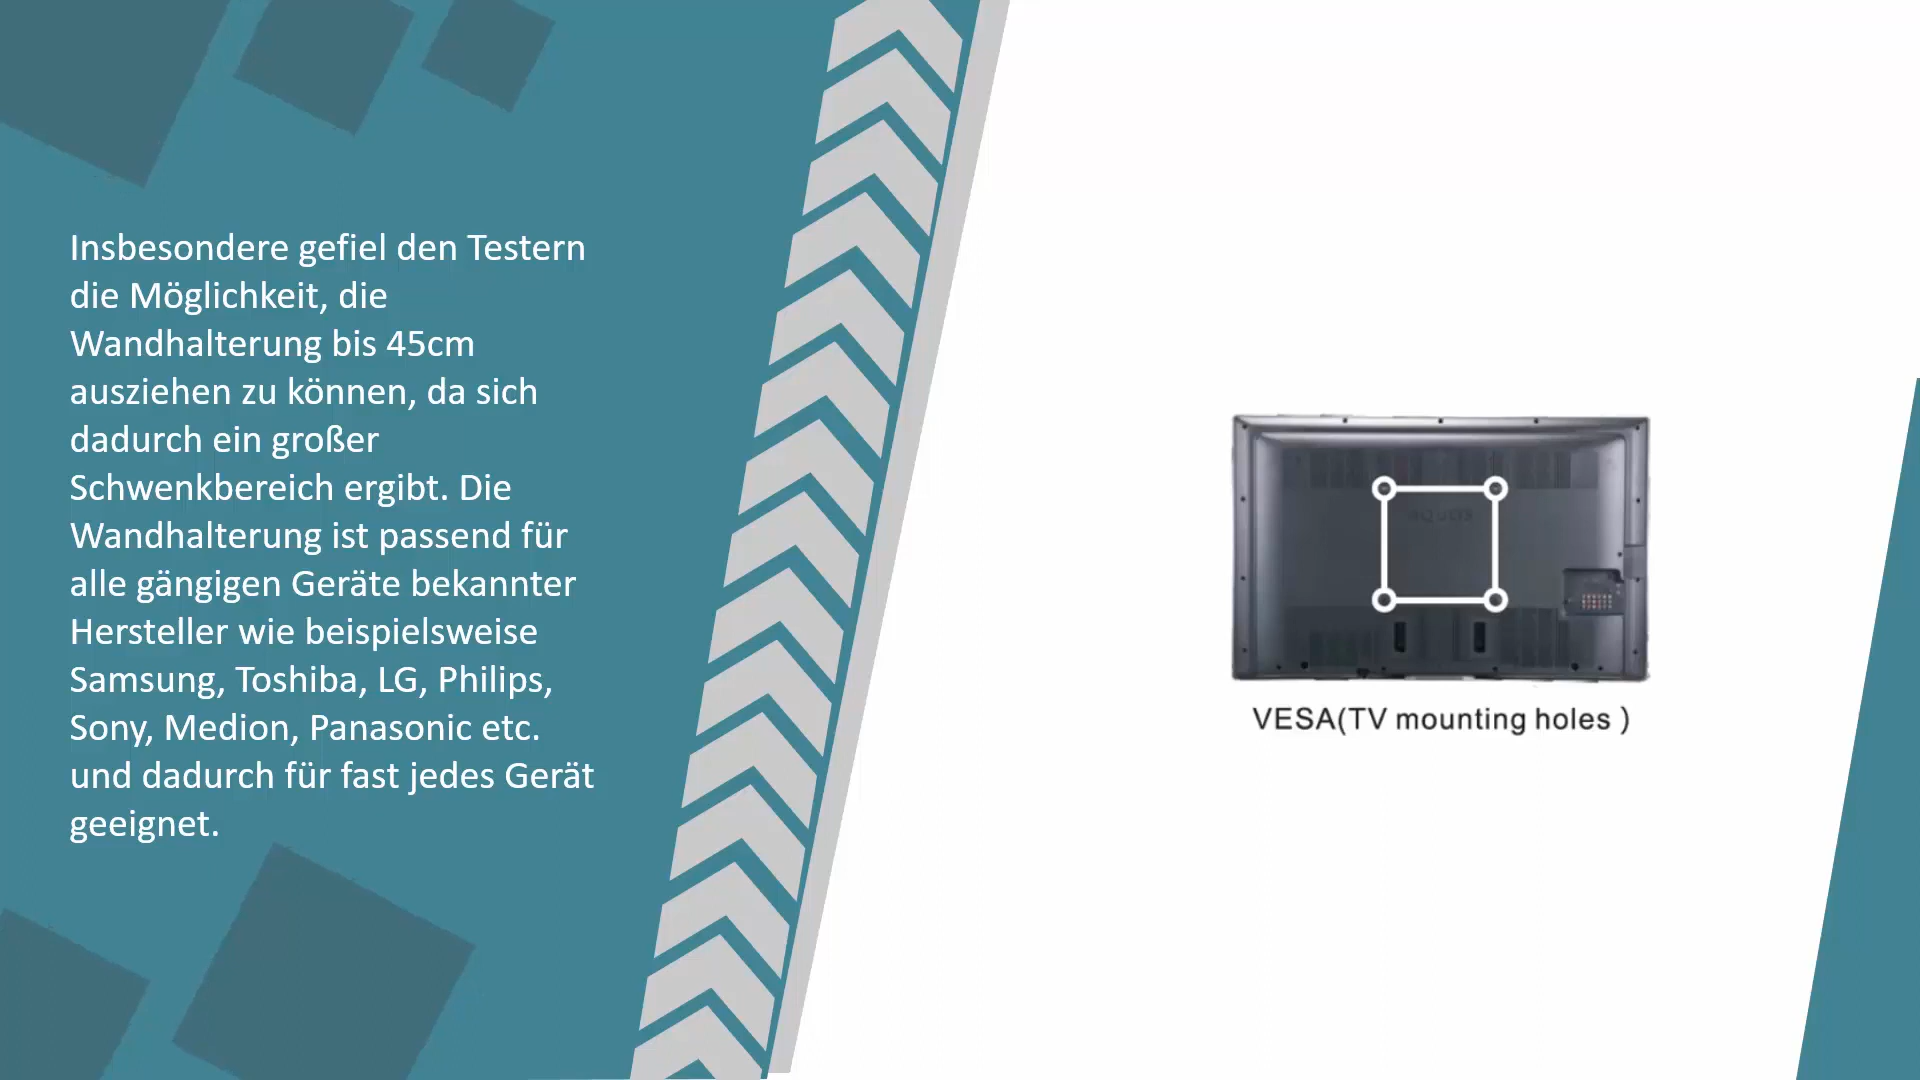 Insbesondere gefiel den Testern
die Möglichkeit, die
Wandhalterung bis 45cm
ausziehen zu können, da sich
dadurch ein großer
Schwenkbereich ergibt. Die
Wandhalterung ist passend für
alle gängigen Geräte bekannter
Hersteller wie beispielsweise
Samsung, Toshiba, LG, Philips,
Sony, Medion, Panasonic etc.
und dadurch für fast jedes Gerät
geeignet.
AQUOS
VESA(TV mounting holes )